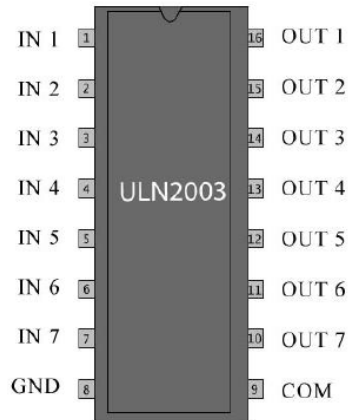 IN 1 1 16 OUT 1
IN 2 2 15 OUT 2
IN 3 3 14 OUT 3
IN 4 4 ULN2003 13 OUT 4
IN 5 5 12 OUT 5
IN 6 6 11 OUT 6
IN 7 7 10 OUT 7
GND 8 9 COM